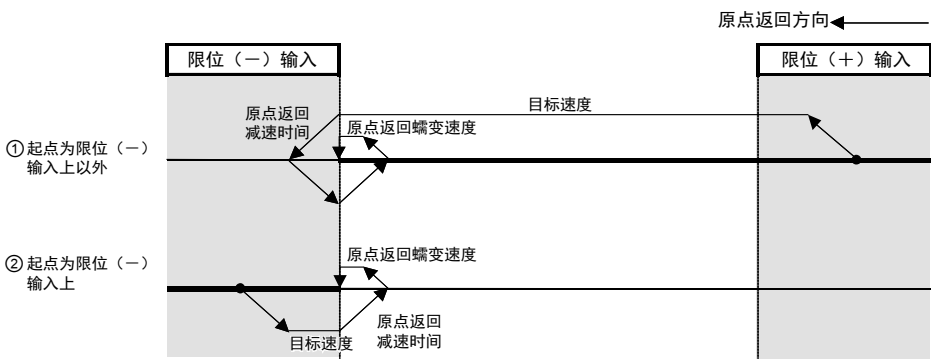 原点返回方向
限位（－）输入
限位（＋）输入
目标速度
原点返回
减速时间
原点返回蠕变速度
① 起点为限位（－）
输入上以外
② 起点为限位（－）
输入上
原点返回蠕变速度
目标速度
原点返回
减速时间